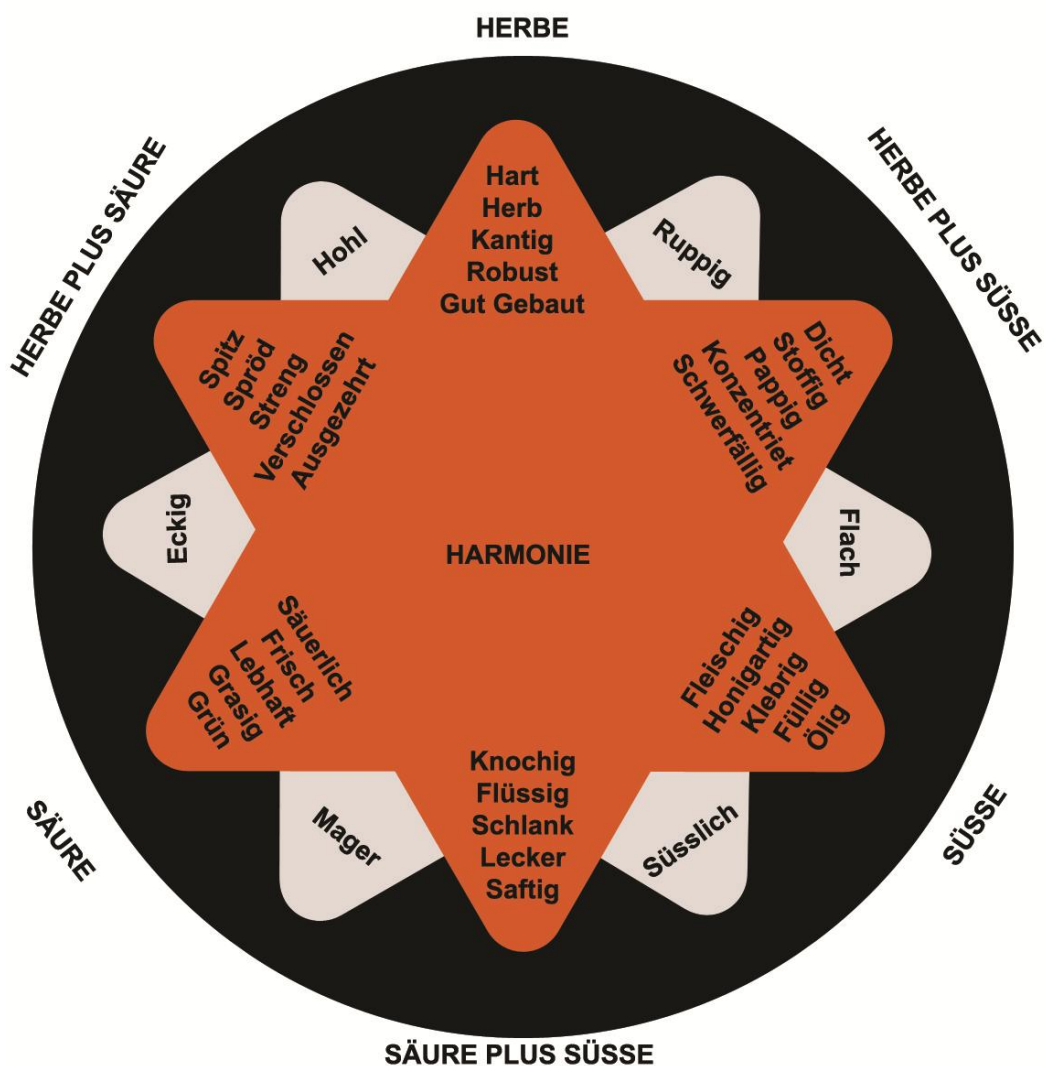 HERBE
HERBE PLUS SÄURE
HERBE PLUS SÜSSE
Hart
Herb
Kantig
Robust
Gut Gebaut
Hohl
Ruppig
Spitz
Spröd
Streng
Verschlossen
Ausgezehrt
Dicht
Stoffig
Pappig
Konzentriet
Schwerfällig
Eckig
HARMONIE
Flach
Säuerlich
Frisch
Lebhaft
Grasig
Grün
Fleischig
Honigartig
Klebrig
Füllig
Ölig
Knochig
Flüssig
Schlank
Lecker
Saftig
Mager
Süsslich
SÄURE
SÜSSE
SÄURE PLUS SÜSSE